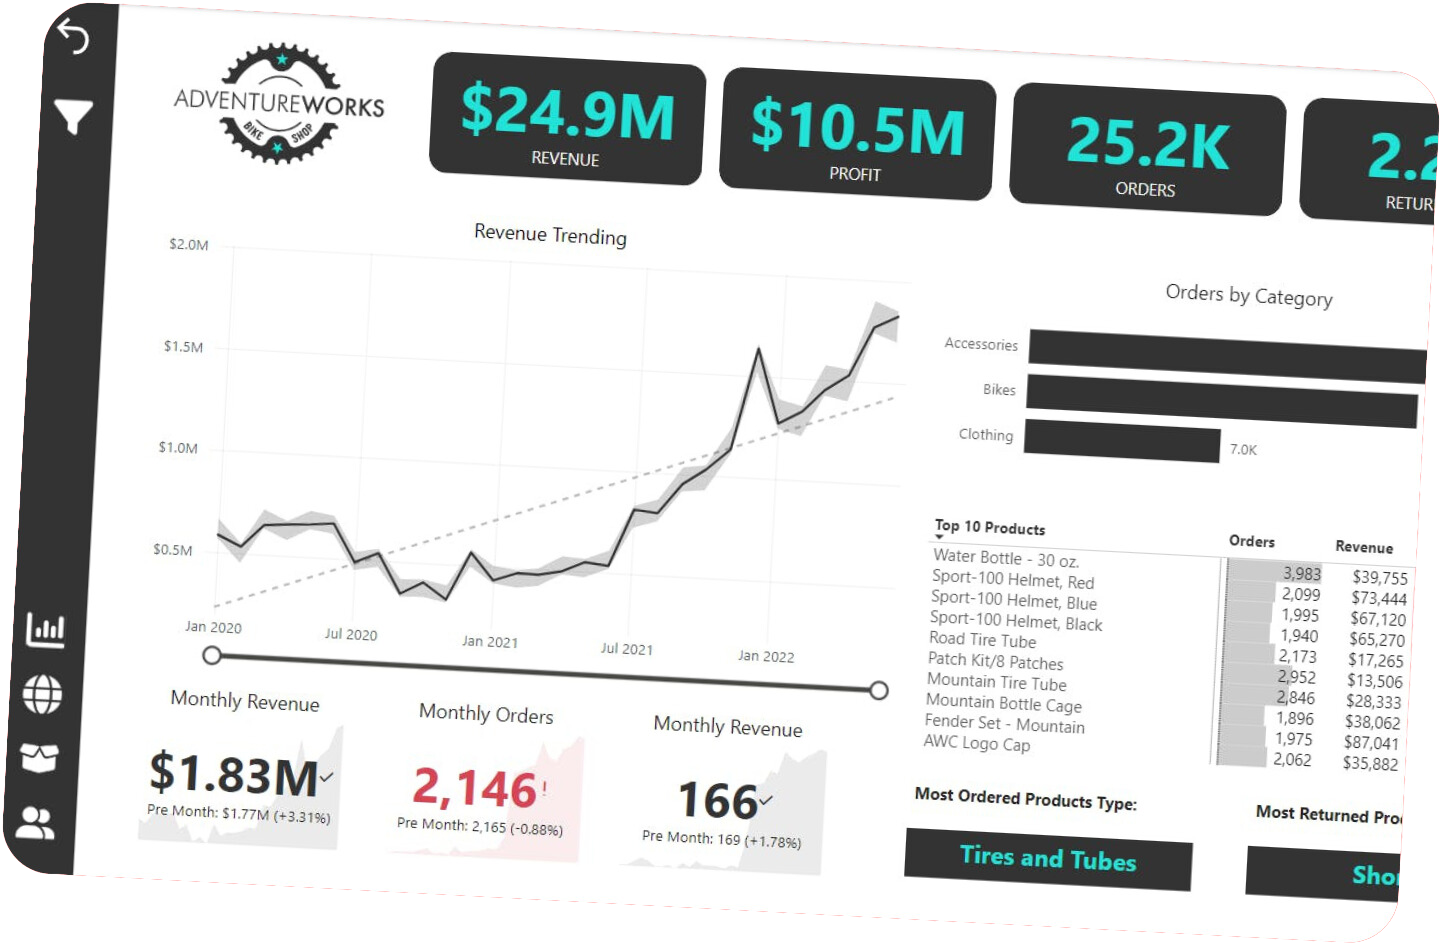 ADVENTUREWORKS
BIKE SHOP
$24.9M
REVENUE
$10.5M
PROFIT
25.2K
ORDERS
Revenue Trending
$2.0M
$1.5M
$1.0M
$0.5M
Jan 2020 Jul 2020 Jan 2021 Jul 2021 Jan 2022
Orders by Category
Accessories
Bikes
Clothing 7.0K
Top 10 Products Orders Revenue
Water Bottle - 30 oz. 3,983 $39,755
Sport-100 Helmet, Red 2,099 $73,444
Sport-100 Helmet, Blue 1,995 $67,120
Sport-100 Helmet, Black 1,940 $65,270
Road Tire Tube 2,173 $17,265
Patch Kit/8 Patches 2,952 $13,506
Mountain Tire Tube 2,846 $28,333
Mountain Bottle Cage 1,896 $38,062
Fender Set - Mountain 1,975 $87,041
AWC Logo Cap 2,062 $35,882
Monthly Revenue
$1.83M
Pre Month: $1.77M (+3.31%)
Monthly Orders
2,146!
Pre Month: 2,165 (-0.88%)
Monthly Revenue
166
Pre Month: 169 (+1.78%)
Most Ordered Products Type:
Tires and Tubes
Most Returned